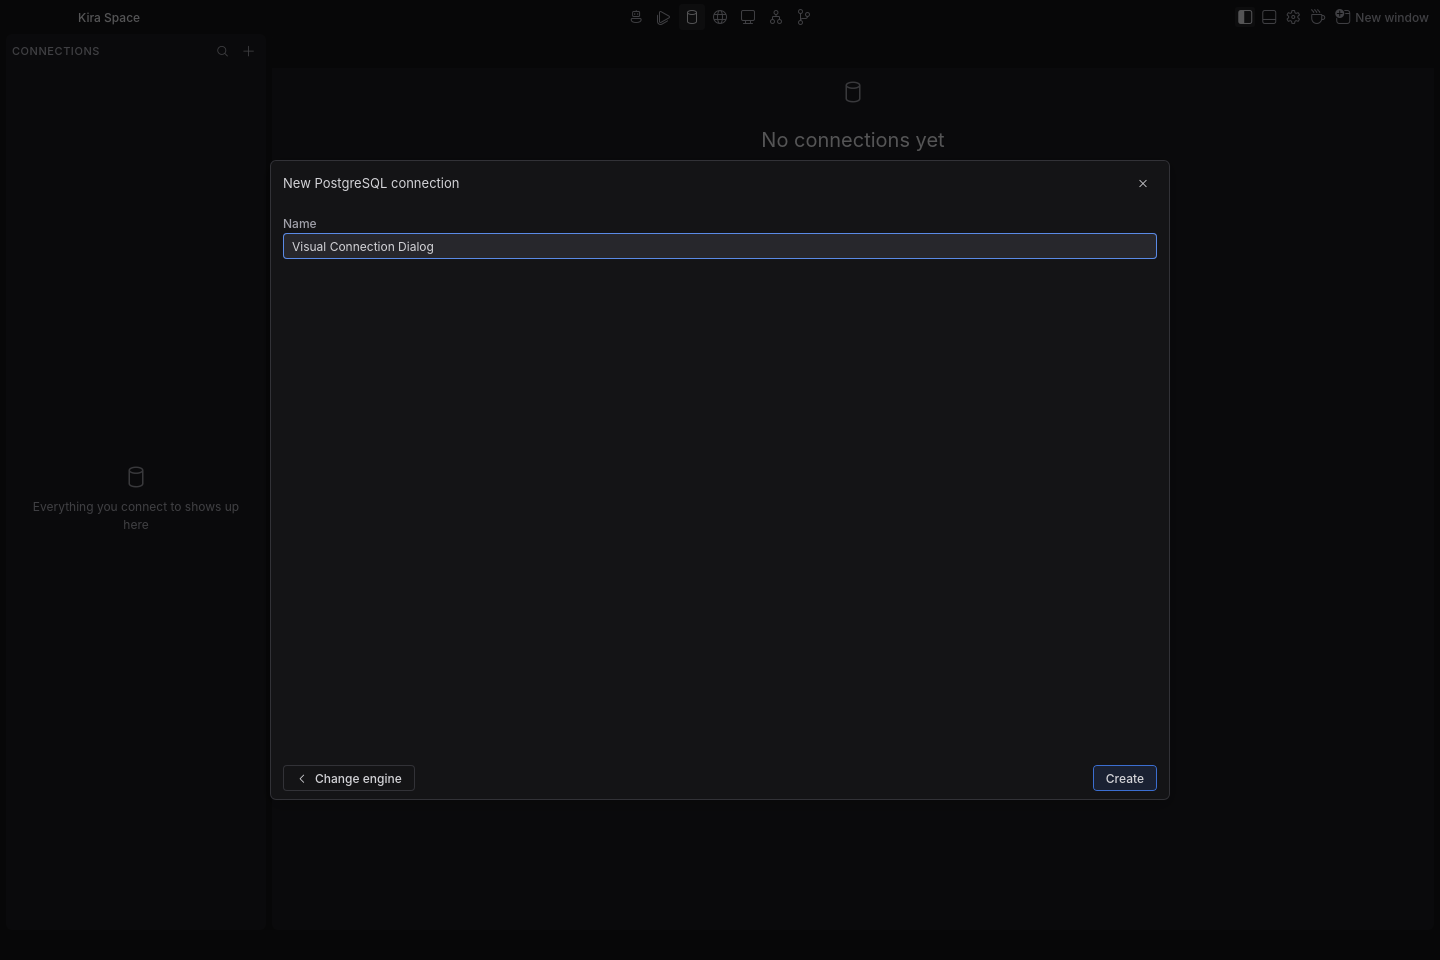 Kira Space
New window
CONNECTIONS
No connections yet
New PostgreSQL connection
Name
Visual Connection Dialog
Everything you connect to shows up
here
Change engine
Create